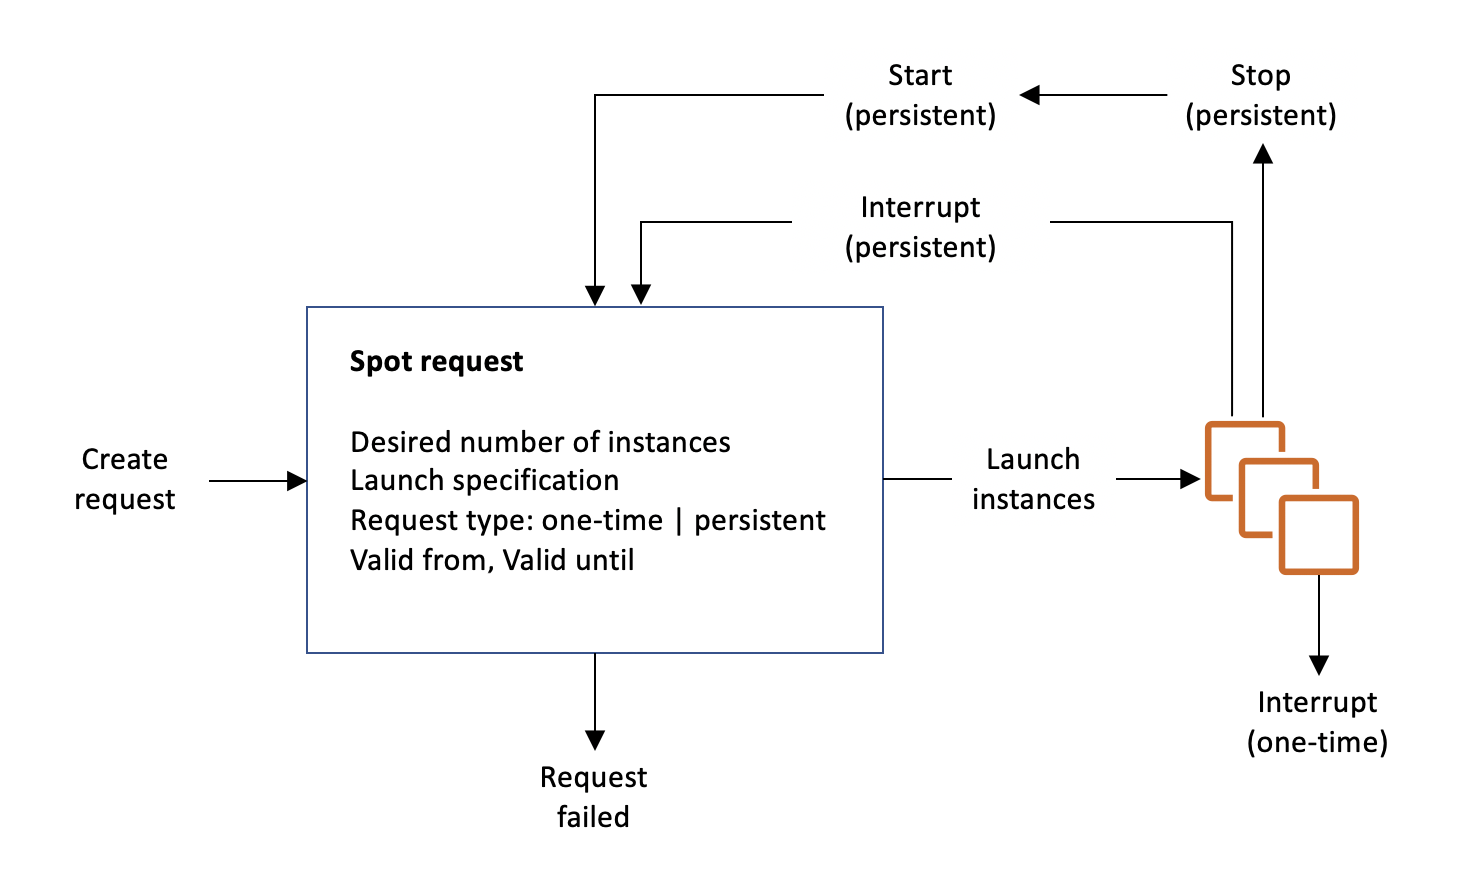 Start
(persistent)
Stop
(persistent)
Interrupt
(persistent)
Spot request
Desired number of instances
Launch specification
Request type: one-time | persistent
Valid from, Valid until
Create
request
Launch
instances
Interrupt
(one-time)
Request
failed